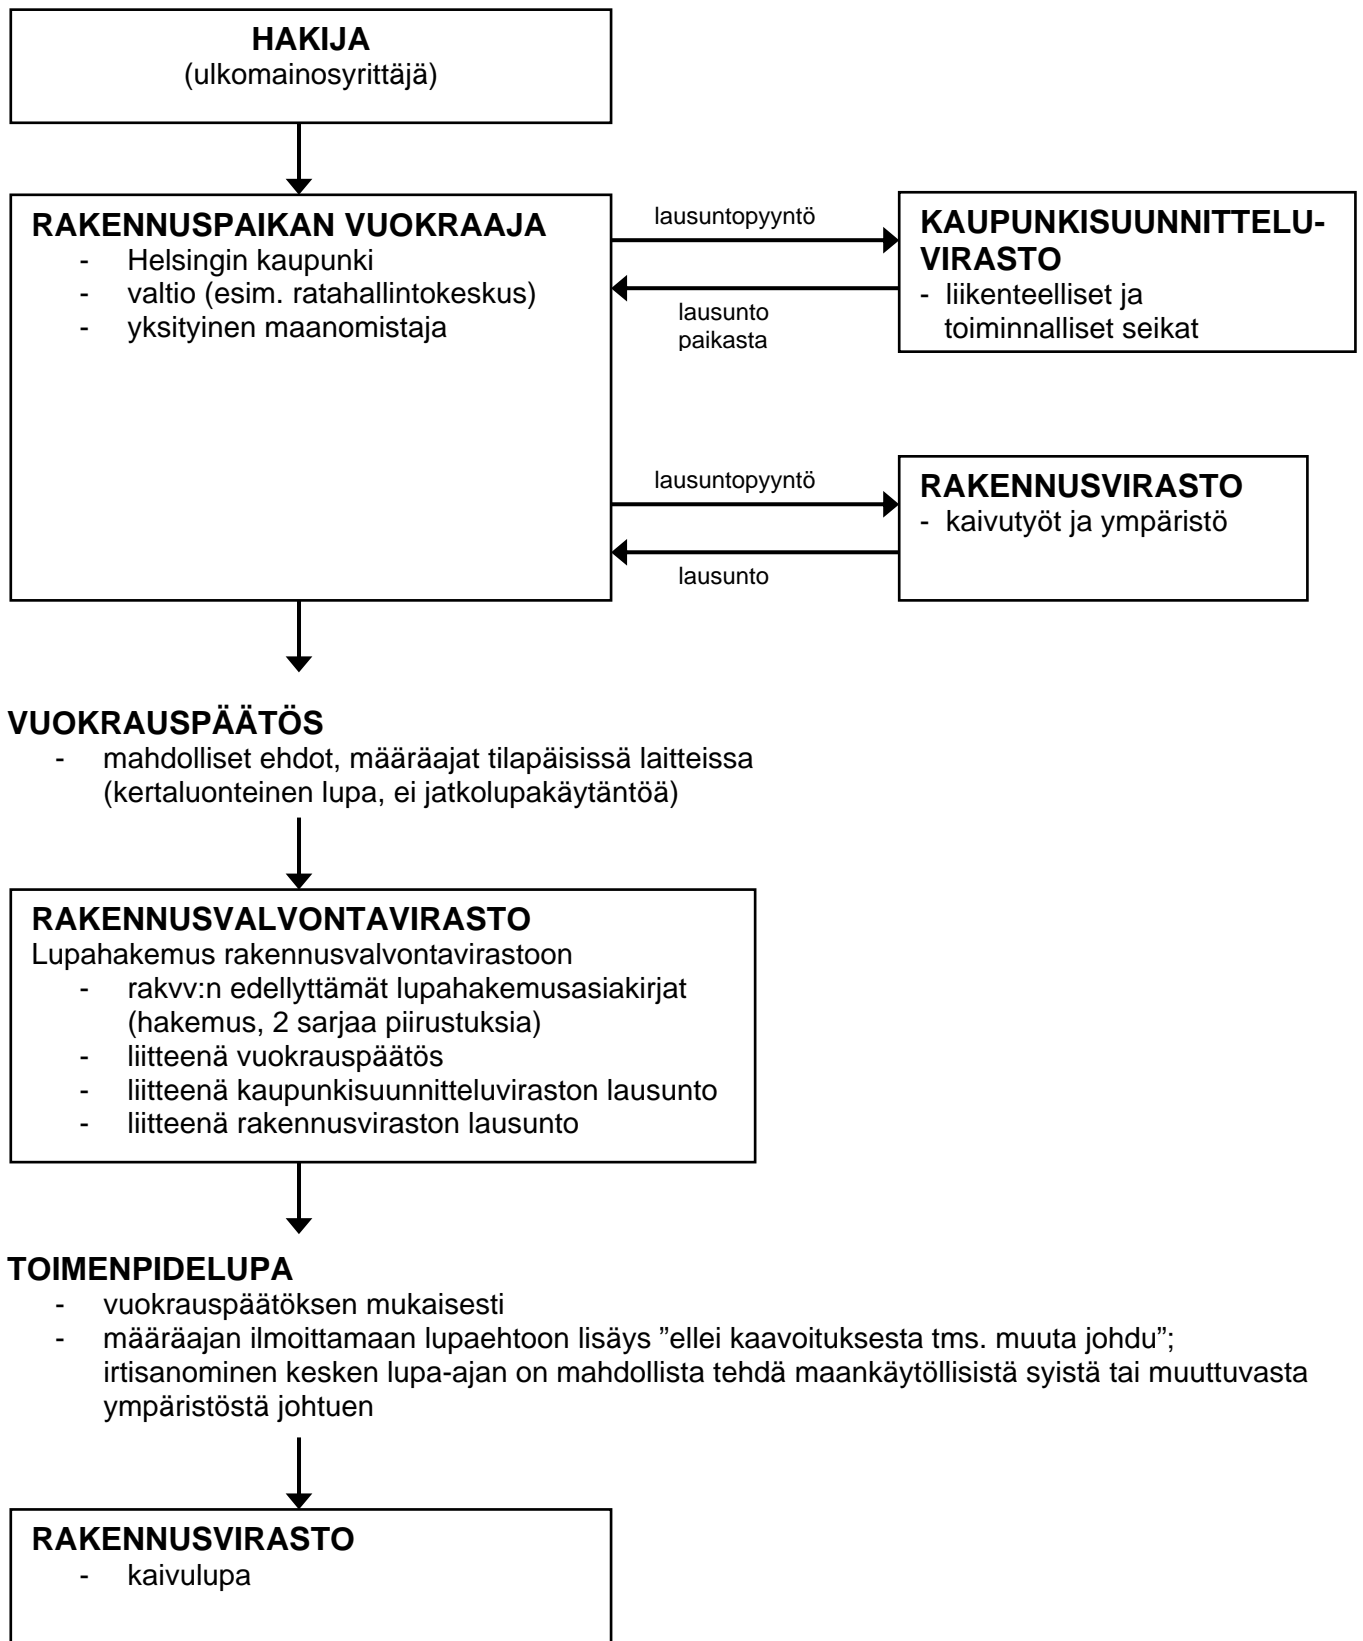 HAKIJA
(ulkomainosyrittäjä)
RAKENNUSPAIKAN VUOKRAAJA
- Helsingin kaupunki
- valtio (esim. ratahallintokeskus)
- yksityinen maanomistaja
lausuntopyyntö
lausunto
paikasta
KAUPUNKISUUNNITTELU-
VIRASTO
- liikenteelliset ja
toiminnalliset seikat
lausuntopyyntö
lausunto
RAKENNUSVIRASTO
- kaivutyöt ja ympäristö
VUOKRAUSPÄÄTÖS
- mahdolliset ehdot, määräajat tilapäisissä laitteissa
(kertaluonteinen lupa, ei jatkolupakäytäntöä)
RAKENNUSVALVONTAVIRASTO
Lupahakemus rakennusvalvontavirastoon
- rakvv:n edellyttämät lupahakemusasiakirjat
(hakemus, 2 sarjaa piirustuksia)
- liitteenä vuokrauspäätös
- liitteenä kaupunkisuunnitteluviraston lausunto
- liitteenä rakennusviraston lausunto
TOIMENPIDELUPA
- vuokrauspäätöksen mukaisesti
- määräajan ilmoittamaan lupaehtoon lisäys ”ellei kaavoituksesta tms. muuta johdu”;
irtisanominen kesken lupa-ajan on mahdollista tehdä maankäytöllisistä syistä tai muuttuvasta
ympäristöstä johtuen
RAKENNUSVIRASTO
- kaivulupa